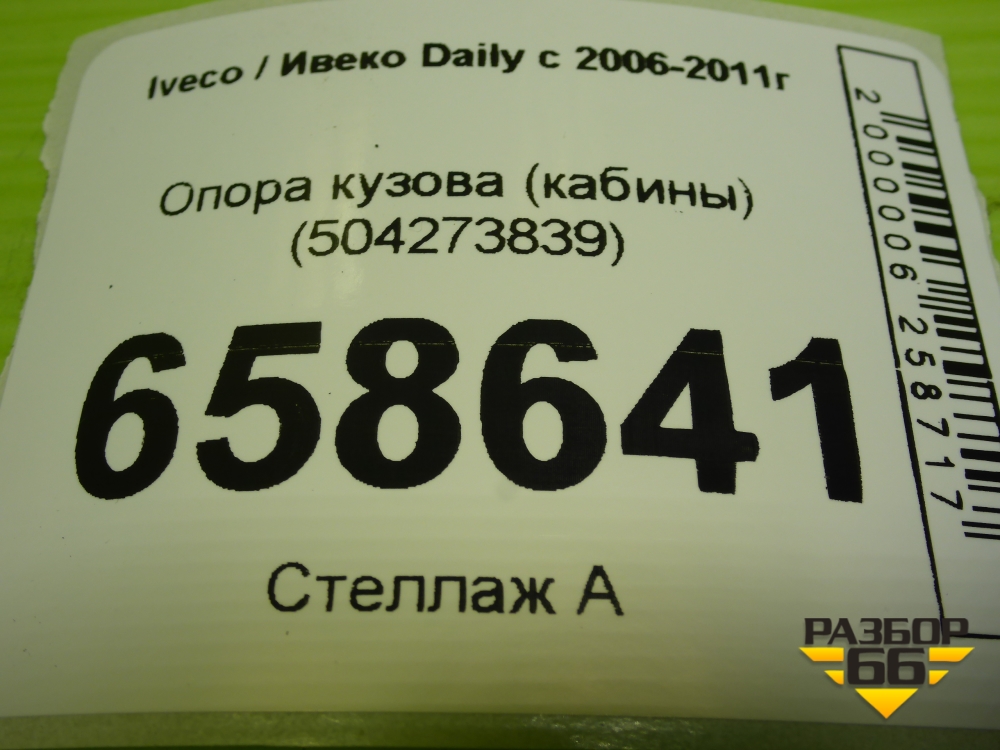 Iveco / Ивеко Daily с 2006-2011г
Опора кузова (кабины)
(504273839)
658641
Стеллаж А
2000006258717
РАЗБОР
66